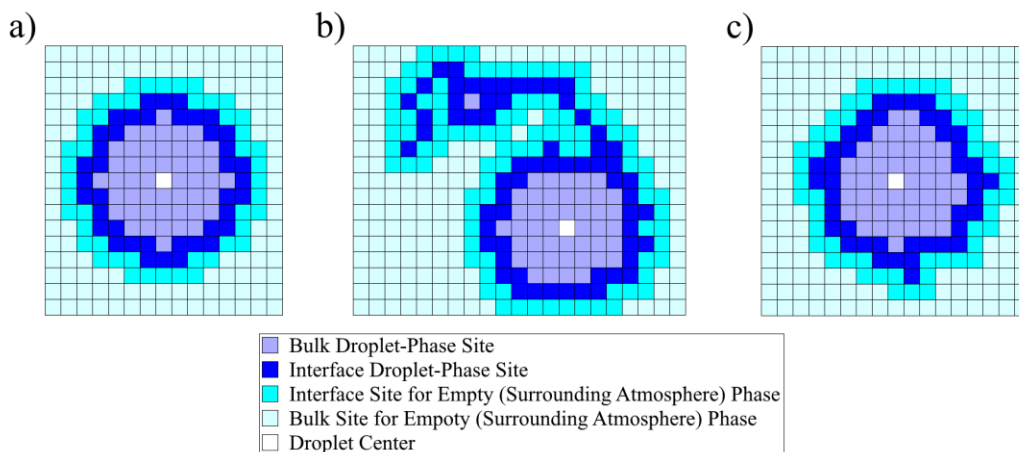 a)
b)
c)
Bulk Droplet-Phase Site
Interface Droplet-Phase Site
Interface Site for Empty (Surrounding Atmosphere) Phase
Bulk Site for Empoty (Surrounding Atmosphere) Phase
Droplet Center